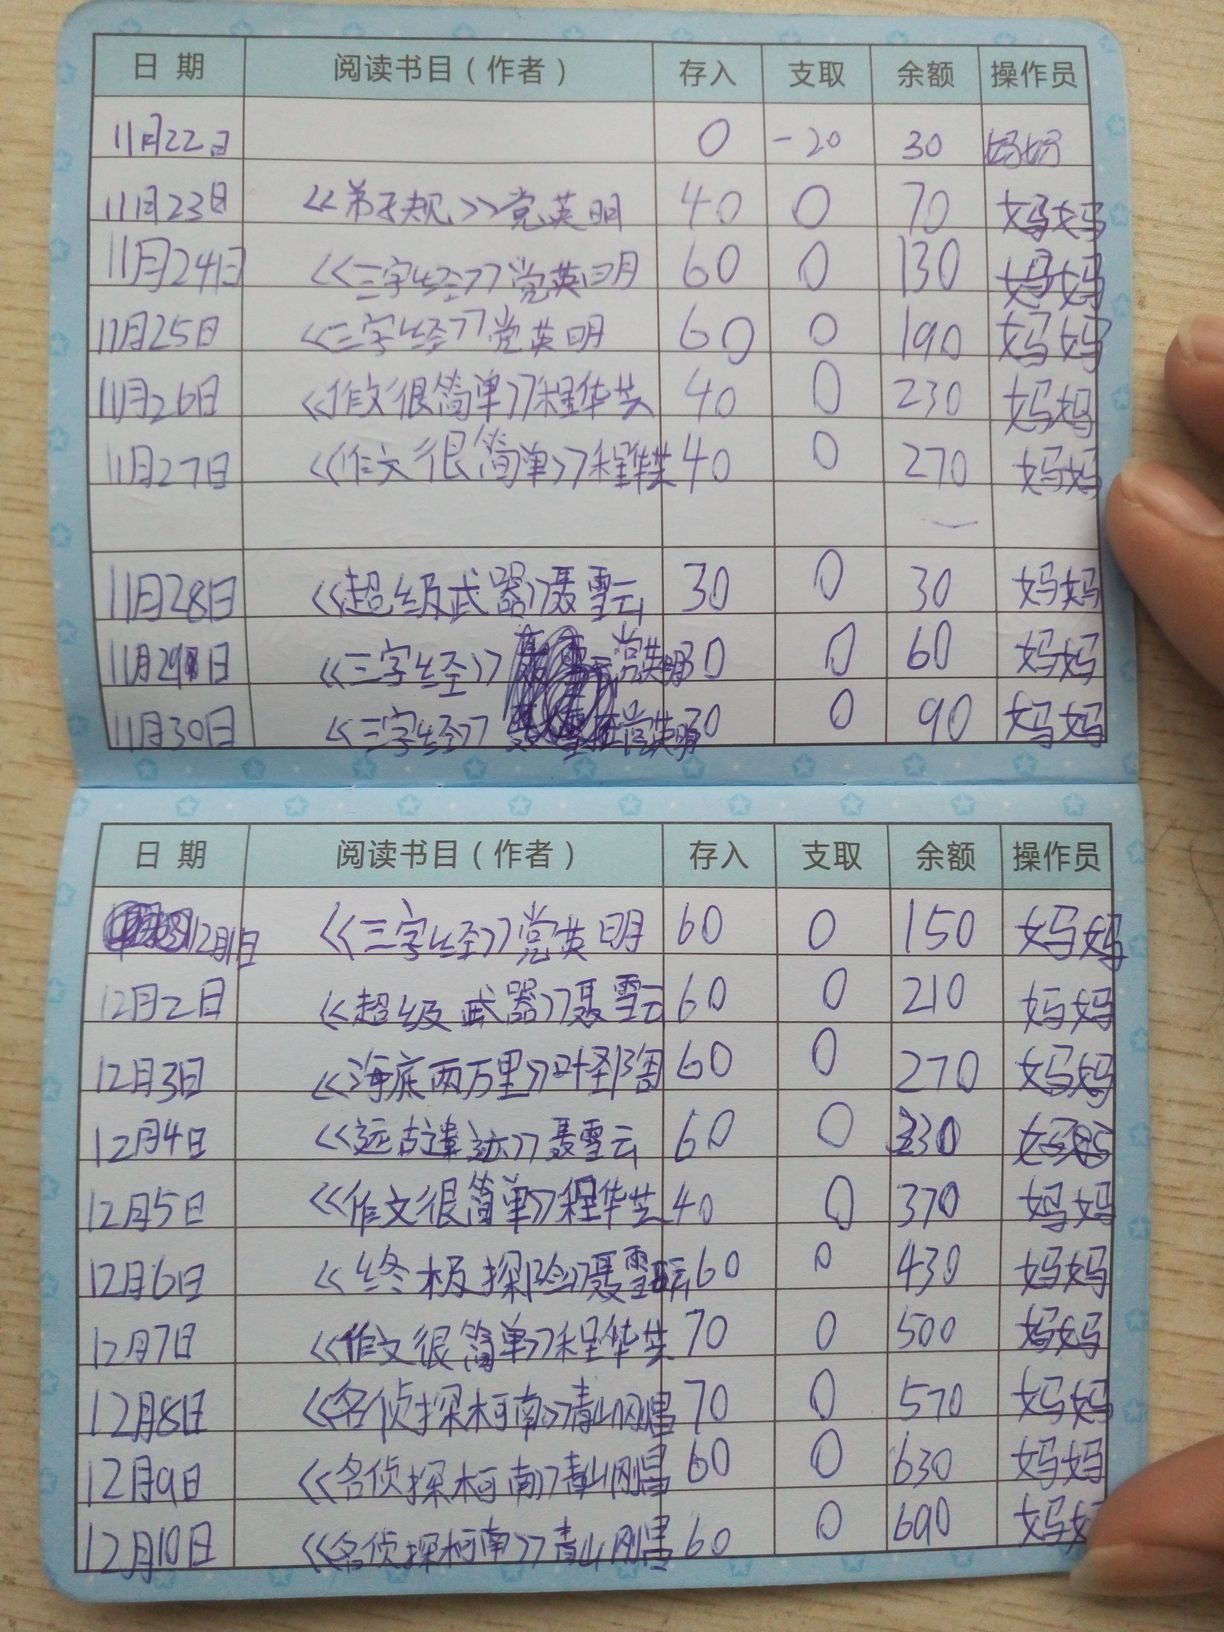 日期 阅读书目（作者） 存入 支取 余额 操作员
11月22日 0 -20 30 妈妈
11月23日 《弟子规》党英明 40 0 70 妈妈
11月24日 《三字经》党英明 60 0 130 妈妈
11月25日 《三字经》党英明 60 0 190 妈妈
11月26日 《作文很简单》程华芸 40 0 230 妈妈
11月27日 《作文很简单》程华芸 40 0 270 妈妈
11月28日 《超级武器》聂雪云 30 0 30 妈妈
11月29日 《三字经》党英明 30 0 60 妈妈
11月30日 《三字经》党英明 30 0 90 妈妈
日期 阅读书目（作者） 存入 支取 余额 操作员
12月1日 《三字经》党英明 60 0 150 妈妈
12月2日 《超级武器》聂雪云 60 0 210 妈妈
12月3日 《海底两万里》叶怪陶 60 0 270 妈妈
12月4日 《远古遗迹》聂雪云 60 0 330 妈妈
12月5日 《作文很简单》程华芸 40 0 370 妈妈
12月6日 《终极探险》聂雪云 60 0 430 妈妈
12月7日 《作文很简单》程华芸 70 0 500 妈妈
12月8日 《名侦探柯南》青山刚昌 70 0 570 妈妈
12月9日 《名侦探柯南》青山刚昌 60 0 630 妈妈
12月10日 《名侦探柯南》青山刚昌 60 0 690 妈妈